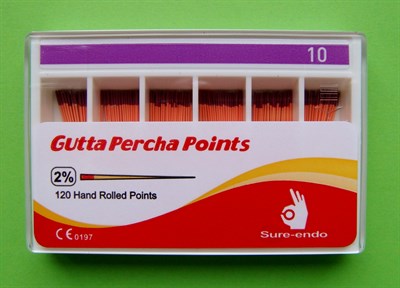 10
Gutta Percha Points
2%
120 Hand Rolled Points
CE 0197
Sure-endo